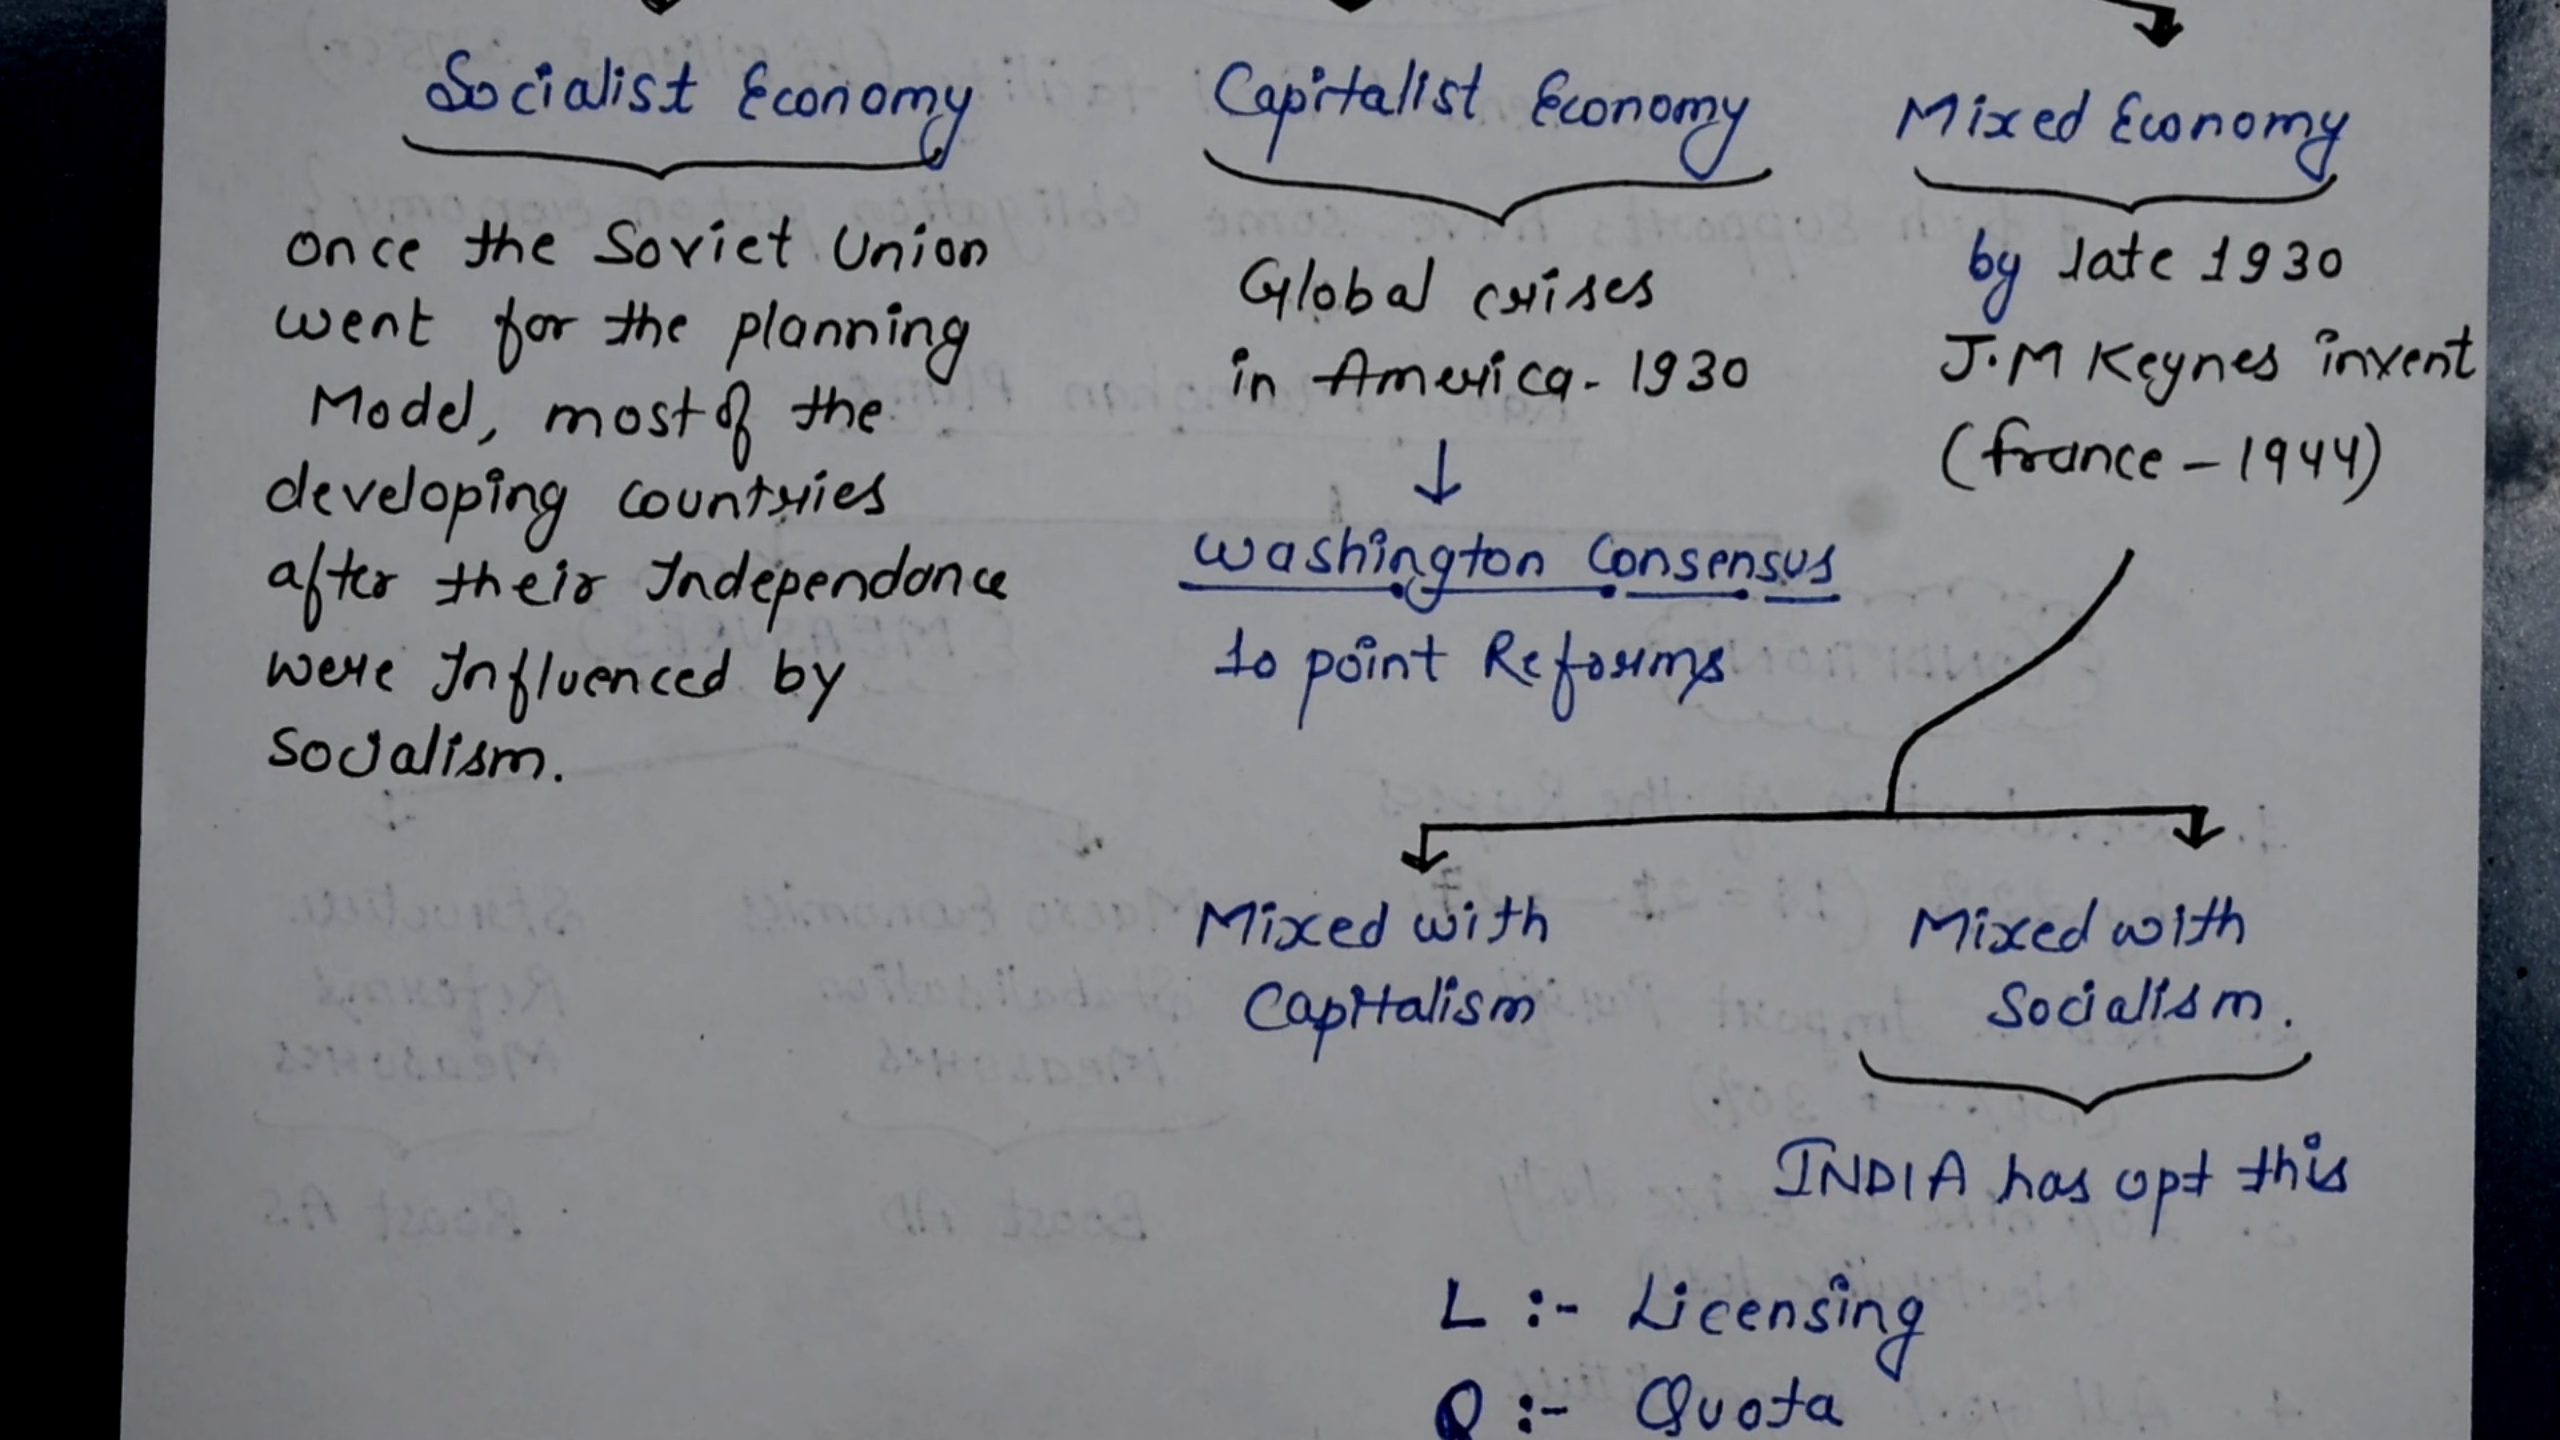 Socialist Economy
once the Soviet Union
went for the planning
Model, most of the
developing countries
after their Independance
were Influenced by
Socialism.
Capitalist Economy
Global crises
in America - 1930
Washington Consensus
10 point Reforms
Mixed Economy
by late 1930
J.M Keynes invent
(france - 1944)
Mixed with
Capitalism
Mixed with
Socialism.
INDIA has opt this
L :- Licensing
Q :- Quota